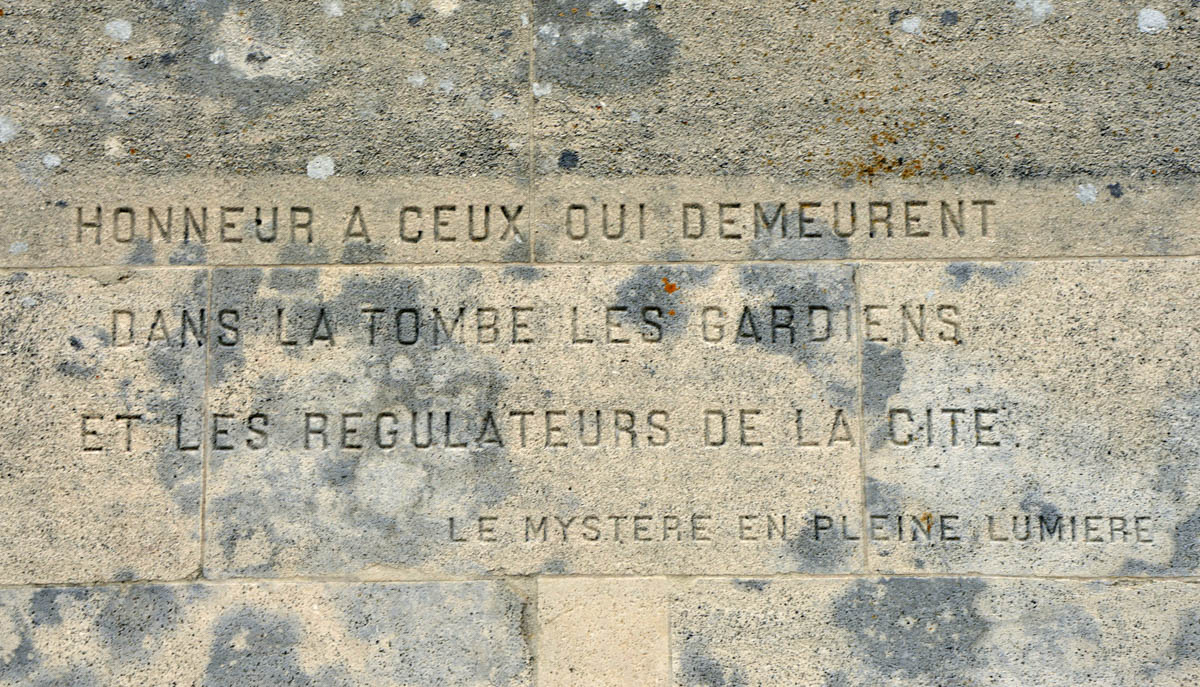 HONNEUR A CEUX QUI DEMEURENT
DANS LA TOMBE LES GARDIENS
ET LES REGULATEURS DE LA CITE.
LE MYSTERE EN PLEINE LUMIERE